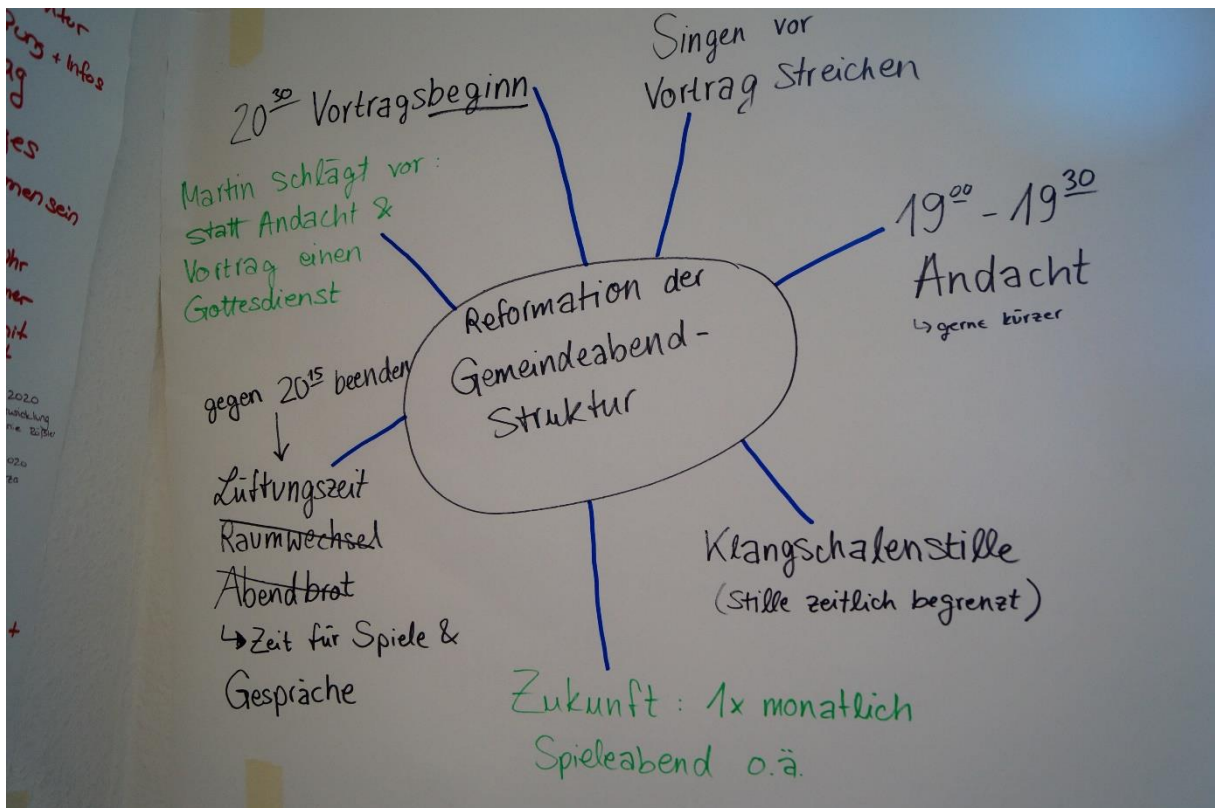 20³⁰ Vortragsbeginn
Singen vor
Vortrag streichen
19⁰⁰ - 19³⁰
Andacht
↳ gerne kürzer
Martin schlägt vor:
statt Andacht &
Vortrag einen
Gottesdienst
Reformation der
Gemeindeabend-
Struktur
gegen 20¹⁵ beenden
Lüftungszeit
Raumwechsel
Abendbrot
↳ Zeit für Spiele &
Gespräche
Klangschalenstille
(Stille zeitlich begrenzt)
Zukunft: 1x monatlich
Spieleabend o.ä.
+ Infos
2020